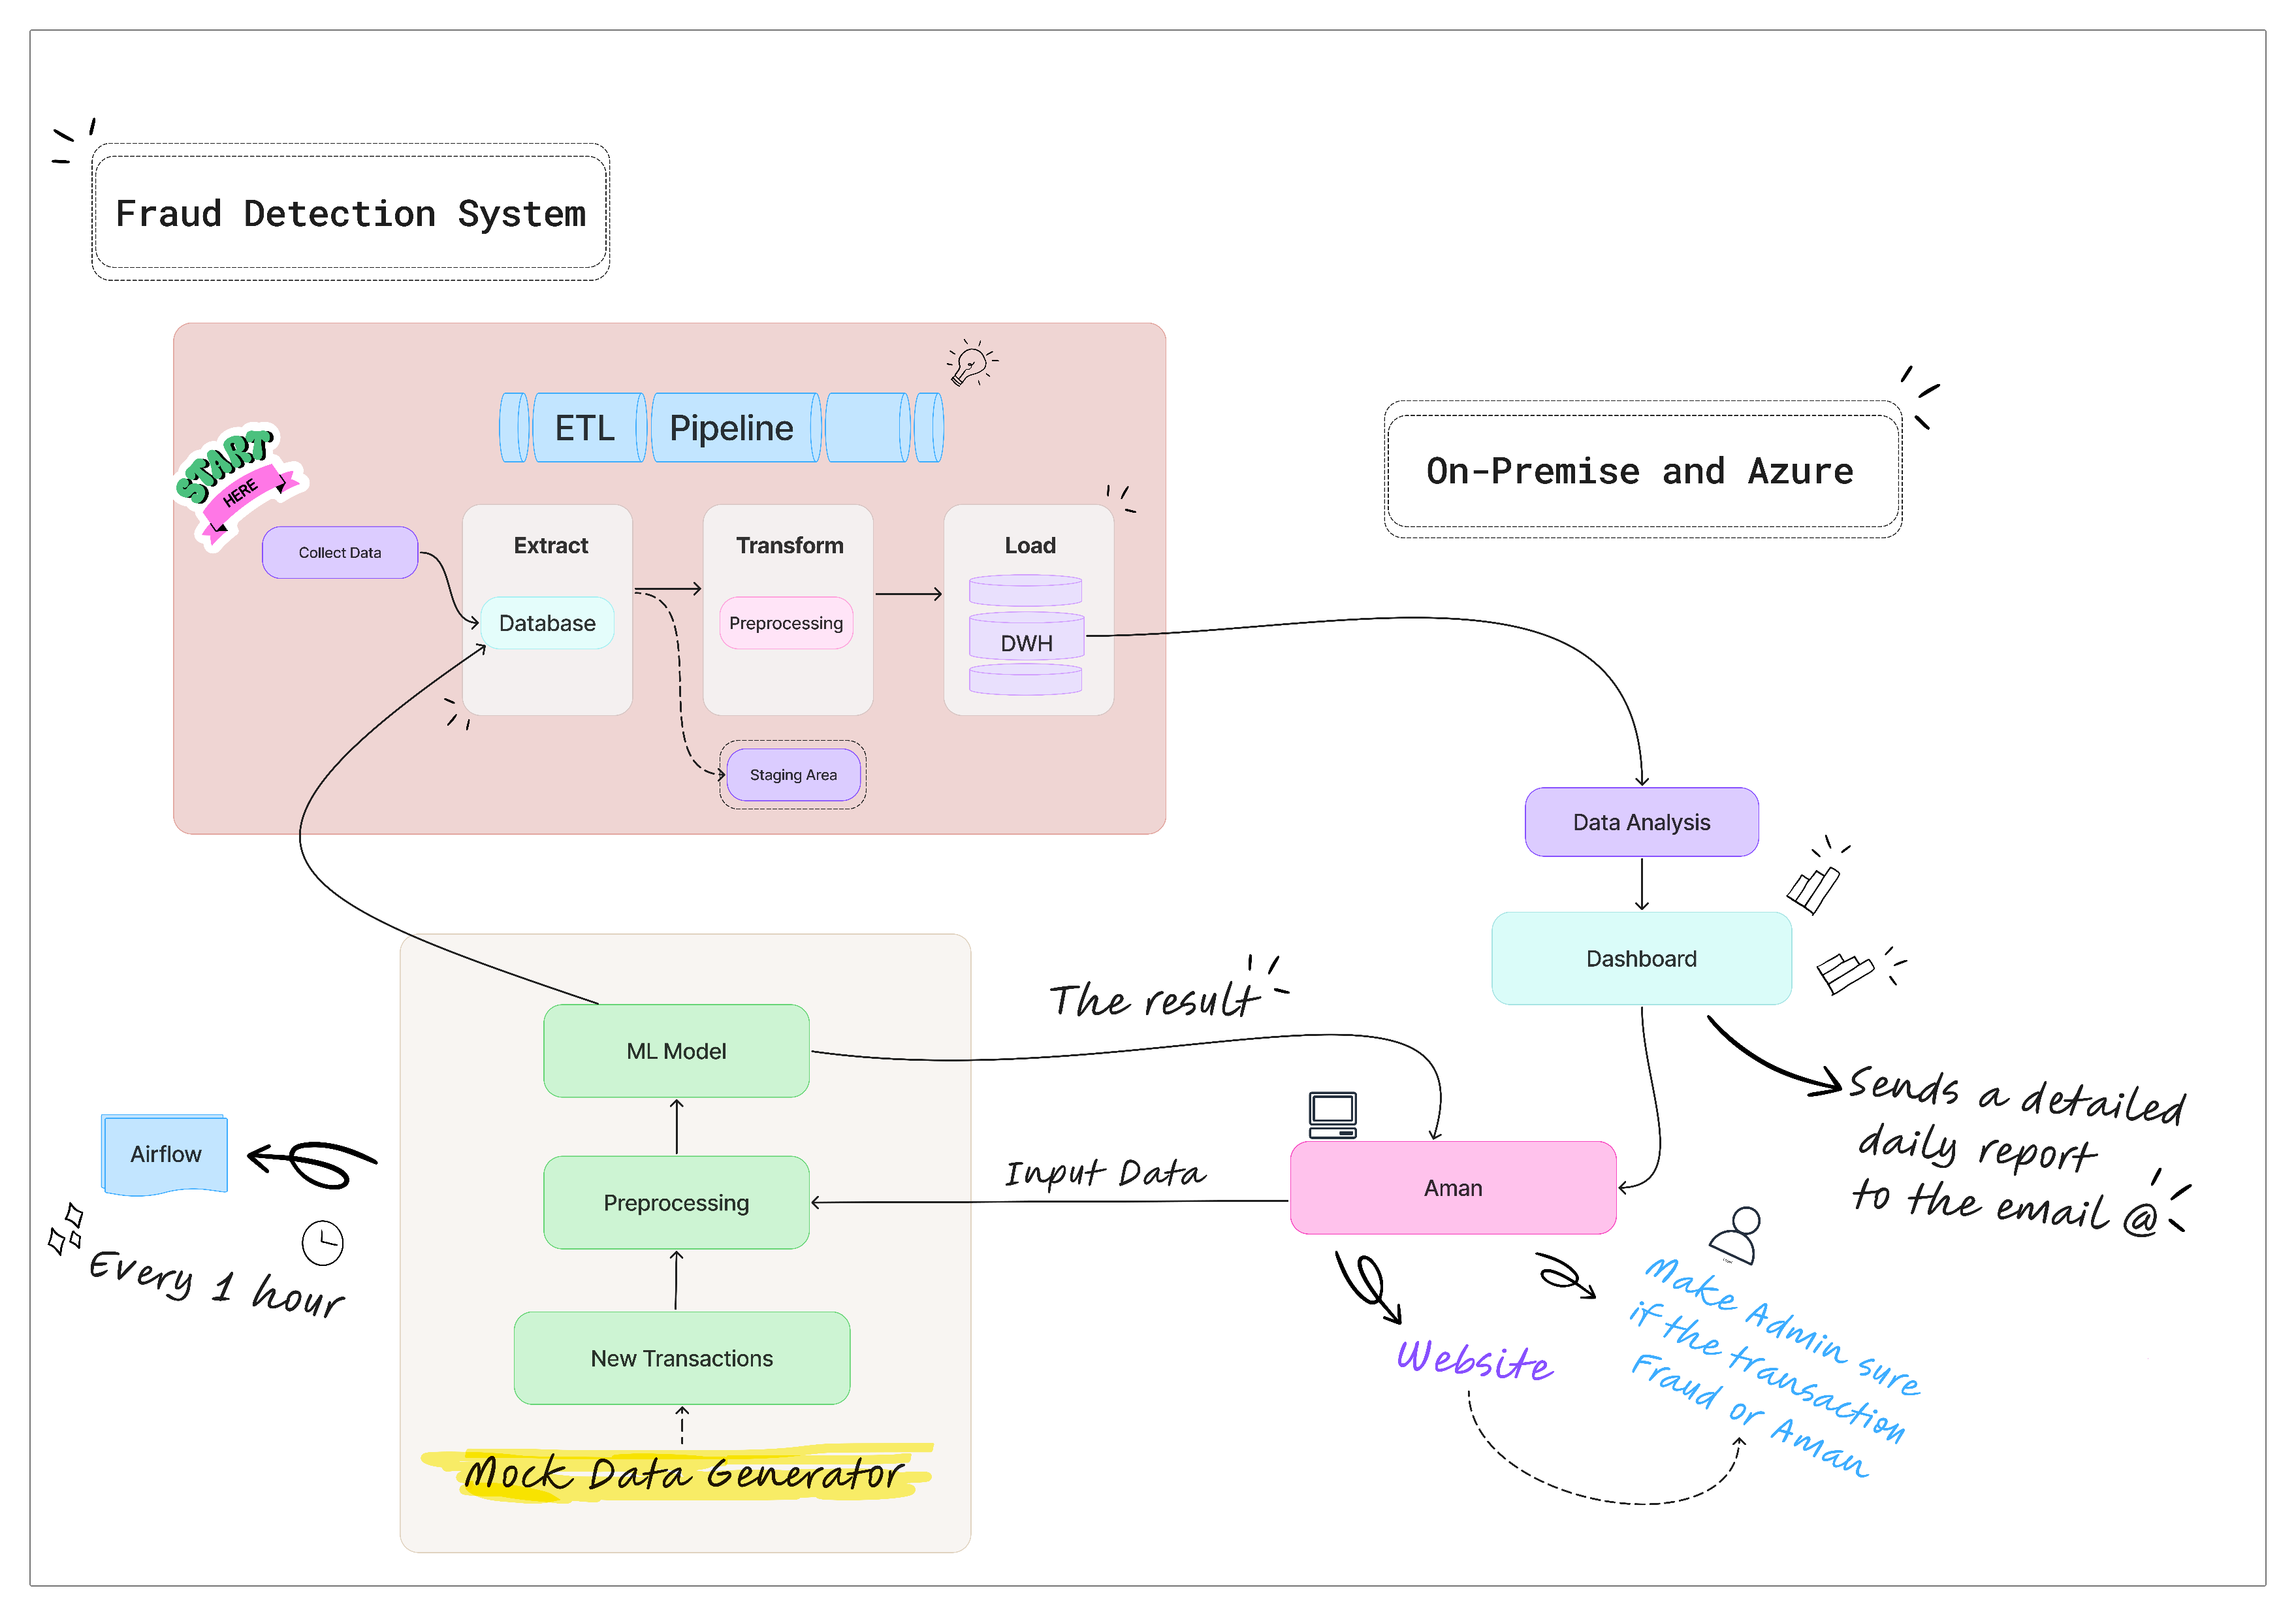 Fraud Detection System
ETL Pipeline
START
HERE
On-Premise and Azure
Collect Data
Extract
Database
Transform
Preprocessing
Load
DWH
Staging Area
Data Analysis
Dashboard
Sends a detailed
daily report
to the email @
The result
ML Model
Airflow
Every 1 hour
Preprocessing
Input Data
Aman
New Transactions
Mock Data Generator
Website
Make Admin sure
if the transaction
Fraud or Aman